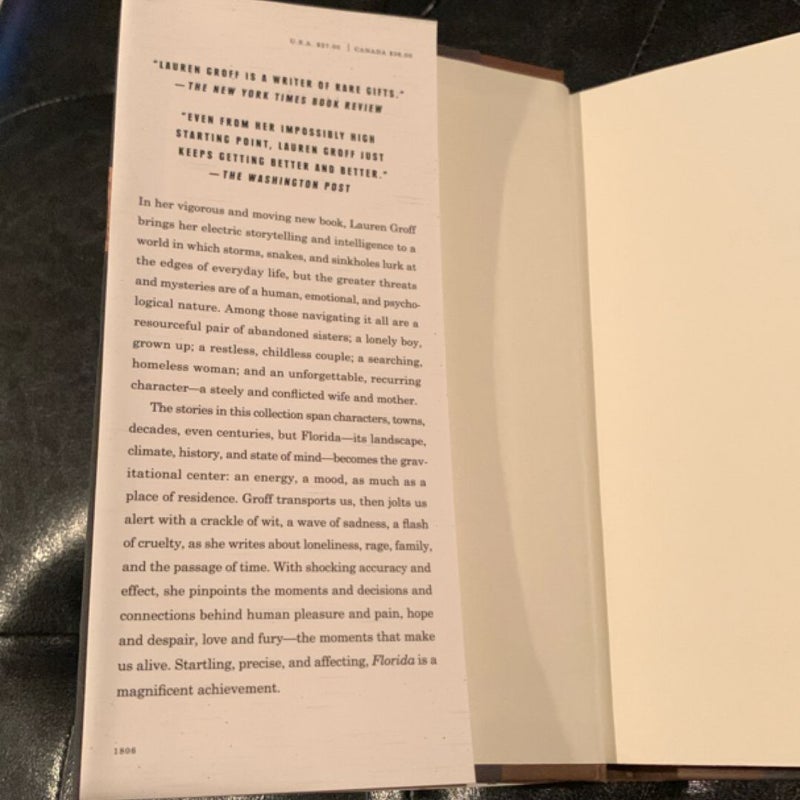 U.S.A. $27.00 | CANADA $36.00
"LAUREN GROFF IS A WRITER OF RARE GIFTS."
—THE NEW YORK TIMES BOOK REVIEW
"EVEN FROM HER IMPOSSIBLY HIGH
STARTING POINT, LAUREN GROFF JUST
KEEPS GETTING BETTER AND BETTER."
—THE WASHINGTON POST
In her vigorous and moving new book, Lauren Groff
brings her electric storytelling and intelligence to a
world in which storms, snakes, and sinkholes lurk at
the edges of everyday life, but the greater threats
and mysteries are of a human, emotional, and psycho-
logical nature. Among those navigating it all are a
resourceful pair of abandoned sisters; a lonely boy,
grown up; a restless, childless couple; a searching,
homeless woman; and an unforgettable, recurring
character—a steely and conflicted wife and mother.
The stories in this collection span characters, towns,
decades, even centuries, but Florida—its landscape,
climate, history, and state of mind—becomes the grav-
itational center: an energy, a mood, as much as a
place of residence. Groff transports us, then jolts us
alert with a crackle of wit, a wave of sadness, a flash
of cruelty, as she writes about loneliness, rage, family,
and the passage of time. With shocking accuracy and
effect, she pinpoints the moments and decisions and
connections behind human pleasure and pain, hope
and despair, love and fury—the moments that make
us alive. Startling, precise, and affecting, Florida is a
magnificent achievement.
1806